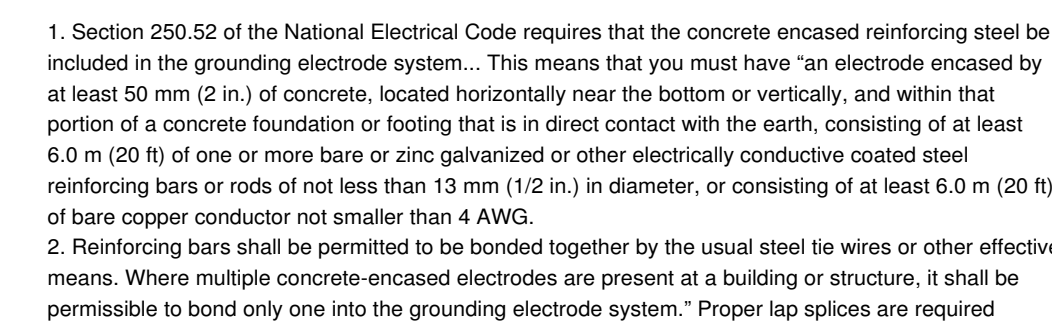 1. Section 250.52 of the National Electrical Code requires that the concrete encased reinforcing steel be
included in the grounding electrode system... This means that you must have “an electrode encased by
at least 50 mm (2 in.) of concrete, located horizontally near the bottom or vertically, and within that
portion of a concrete foundation or footing that is in direct contact with the earth, consisting of at least
6.0 m (20 ft) of one or more bare or zinc galvanized or other electrically conductive coated steel
reinforcing bars or rods of not less than 13 mm (1/2 in.) in diameter, or consisting of at least 6.0 m (20 ft)
of bare copper conductor not smaller than 4 AWG.
2. Reinforcing bars shall be permitted to be bonded together by the usual steel tie wires or other effective
means. Where multiple concrete-encased electrodes are present at a building or structure, it shall be
permissible to bond only one into the grounding electrode system.” Proper lap splices are required